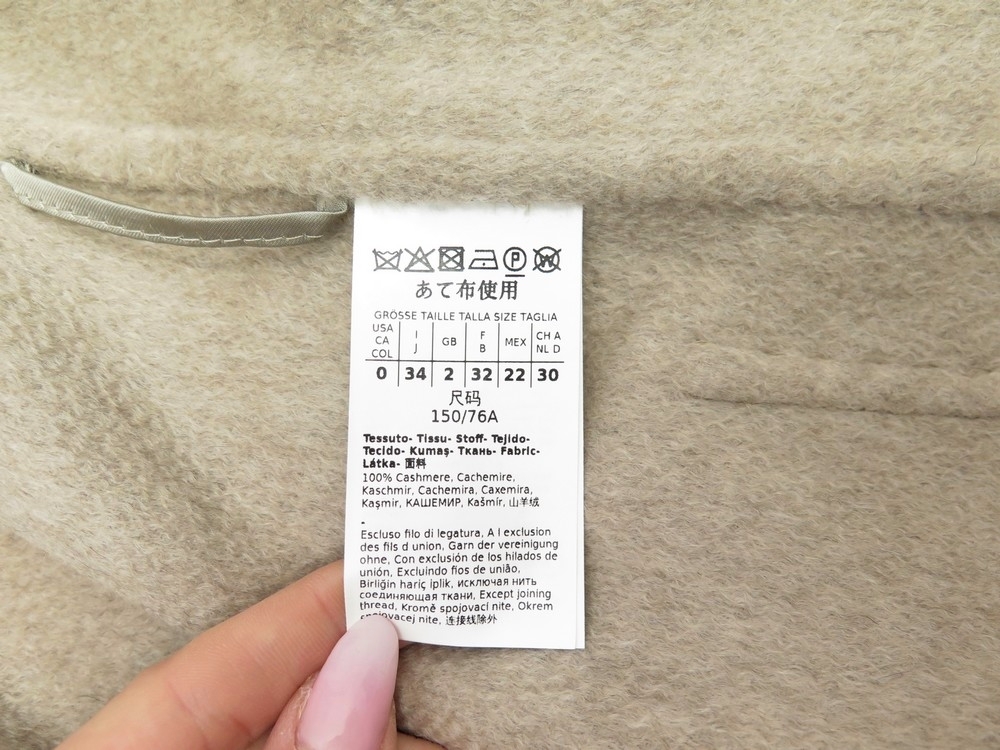 P W
あて布使用
GRÖSSE TAILLE TALLA SIZE TAGLIA
USA CA COL I J GB F B MEX CH A NL D
0 34 2 32 22 30
尺码
150/76A
Tessuto- Tissu- Stoff- Tejido-
Tecido- Kumaş- Ткань- Fabric-
Látka- 面料
100% Cashmere, Cachemire,
Kaschmir, Cachemira, Caxemira,
Kaşmir, КАШЕМИР, Kašmír, 山羊绒
-
Escluso filo di legatura, A l exclusion
des fils d union, Garn der vereinigung
ohne, Con exclusión de los hilados de
unión, Excluindo fios de união,
Birliğin hariç iplik, исключая нить
соединяющая ткани, Except joining
thread, Kromě spojovací nite, Okrem
spojovacej nite, 连接线除外